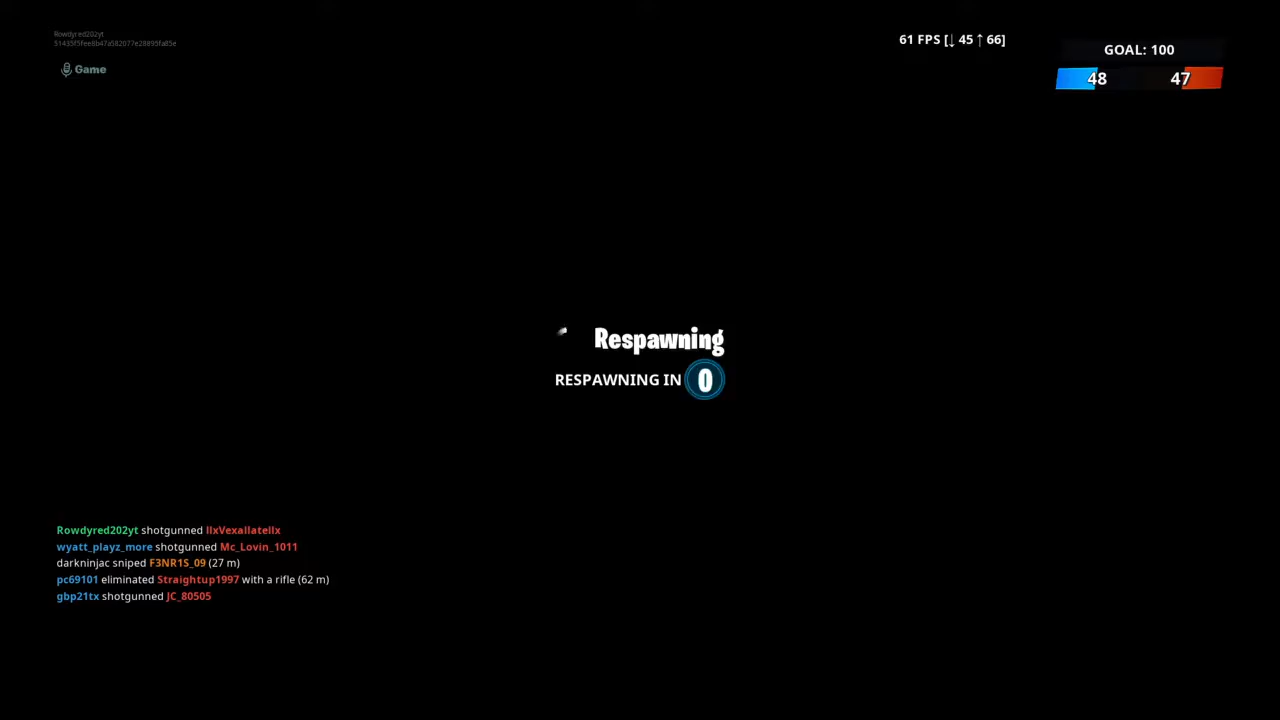 Rowdyred202yt
Game
61 FPS [↓ 45 ↑ 66]
GOAL: 100
48 47
Respawning
RESPAWNING IN 0
Rowdyred202yt shotgunned llxVexallatellx
wyatt_playz_more shotgunned Mc_Lovin_1011
darkninjac sniped F3NR1S_09 (27 m)
pc69101 eliminated Straightup1997 with a rifle (62 m)
gbp21tx shotgunned JC_80505